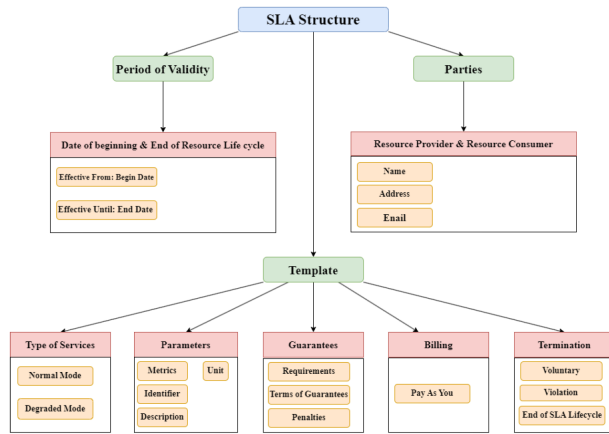 SLA Structure
Period of Validity
Parties
Date of beginning & End of Resource Life cycle
Effective From: Begin Date
Effective Until: End Date
Resource Provider & Resource Consumer
Name
Address
Enail
Template
Type of Services
Normal Mode
Degraded Mode
Parameters
Metrics
Unit
Identifier
Description
Guarantees
Requirements
Terms of Guarantees
Penalties
Billing
Pay As You
Termination
Voluntary
Violation
End of SLA Lifecycle